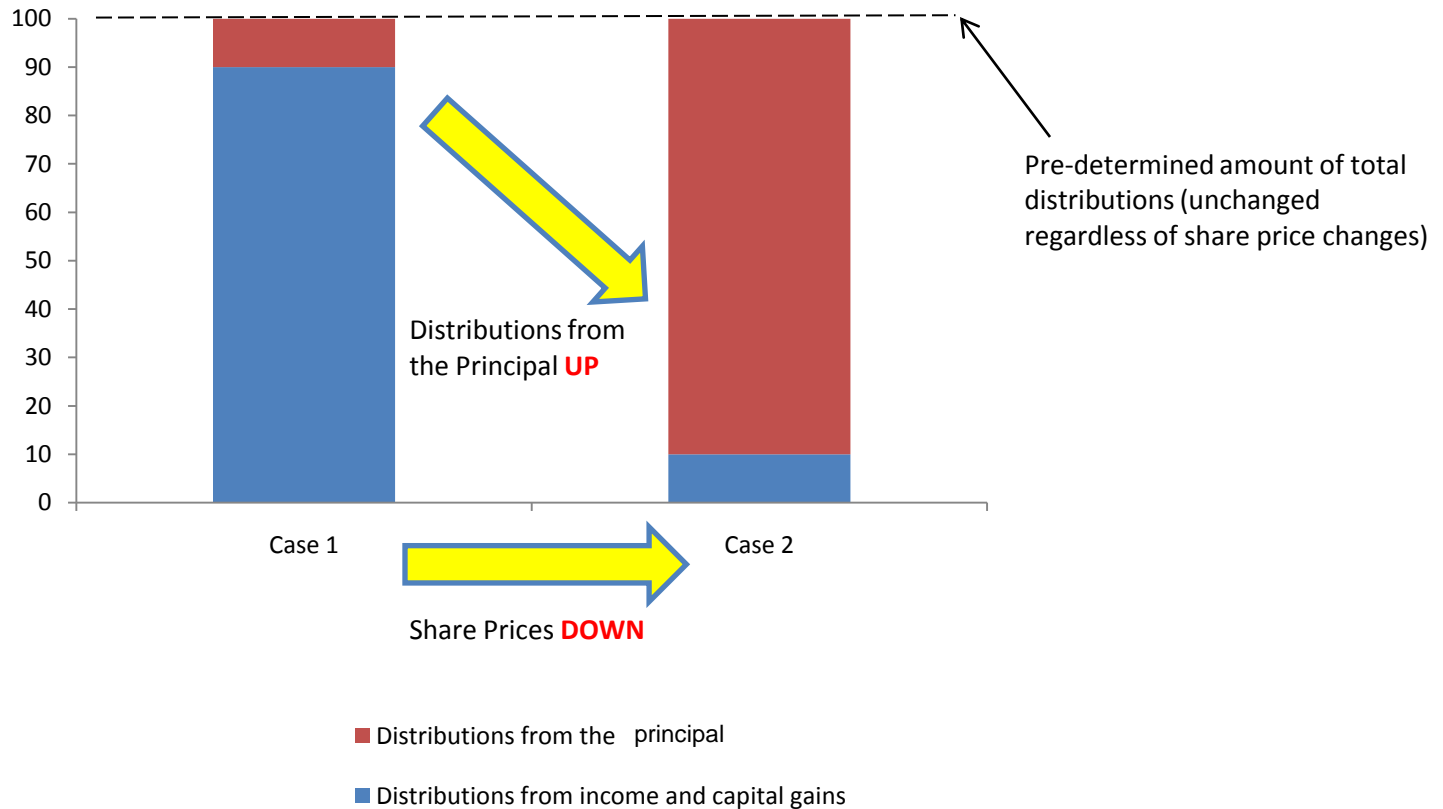 100
90
80
70
60
50
40
30
20
10
0
Pre-determined amount of total
distributions (unchanged
regardless of share price changes)
Distributions from
the Principal UP
Case 1
Case 2
Share Prices DOWN
Distributions from the principal
Distributions from income and capital gains